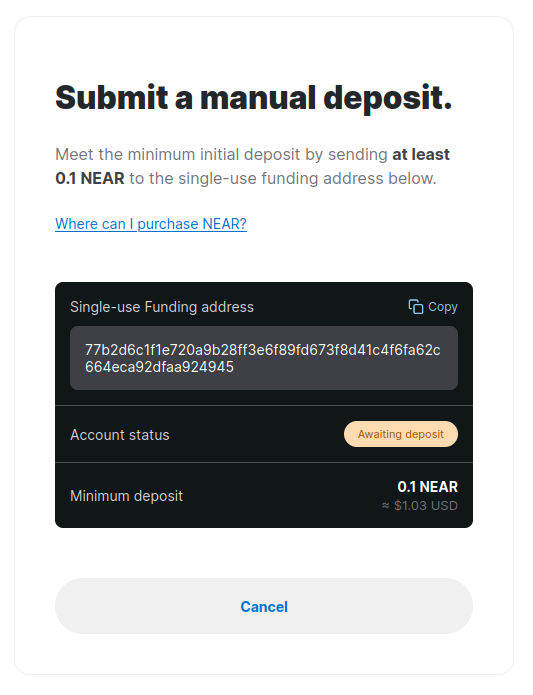 Submit a manual deposit.
Meet the minimum initial deposit by sending at least
0.1 NEAR to the single-use funding address below.
Where can I purchase NEAR?
Single-use Funding address
Copy
77b2d6c1f1e720a9b28ff3e6f89fd673f8d41c4f6fa62c
664eca92dfaa924945
Account status
Awaiting deposit
Minimum deposit
0.1 NEAR
≈ $1.03 USD
Cancel